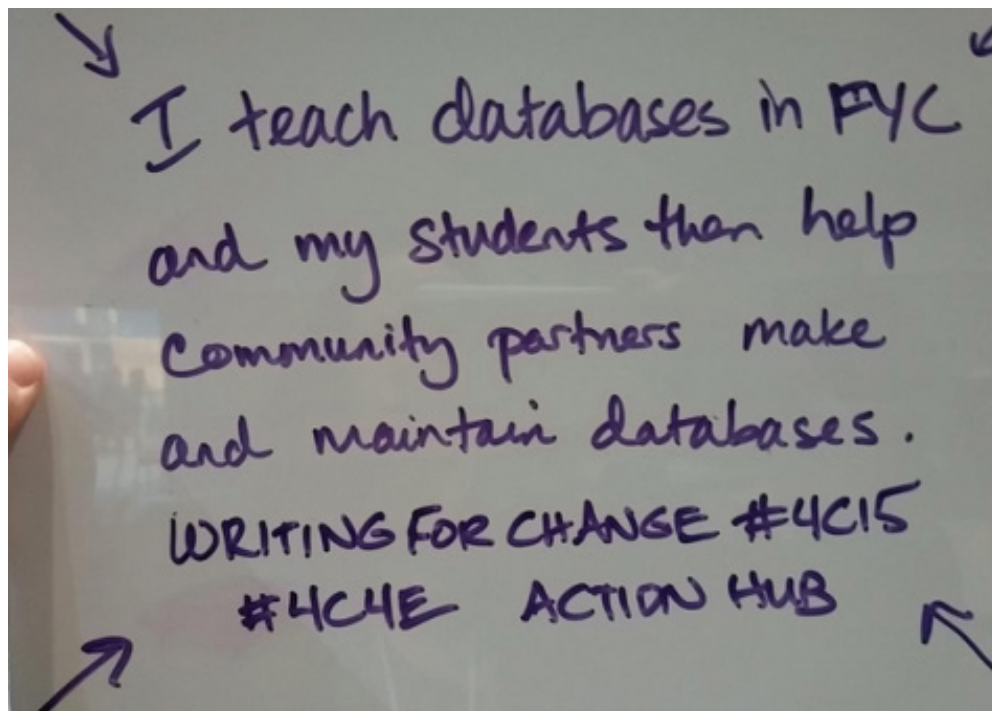 I teach databases in FYC
and my students then help
community partners make
and maintain databases.
WRITING FOR CHANGE #4C15
#4C4E ACTION HUB